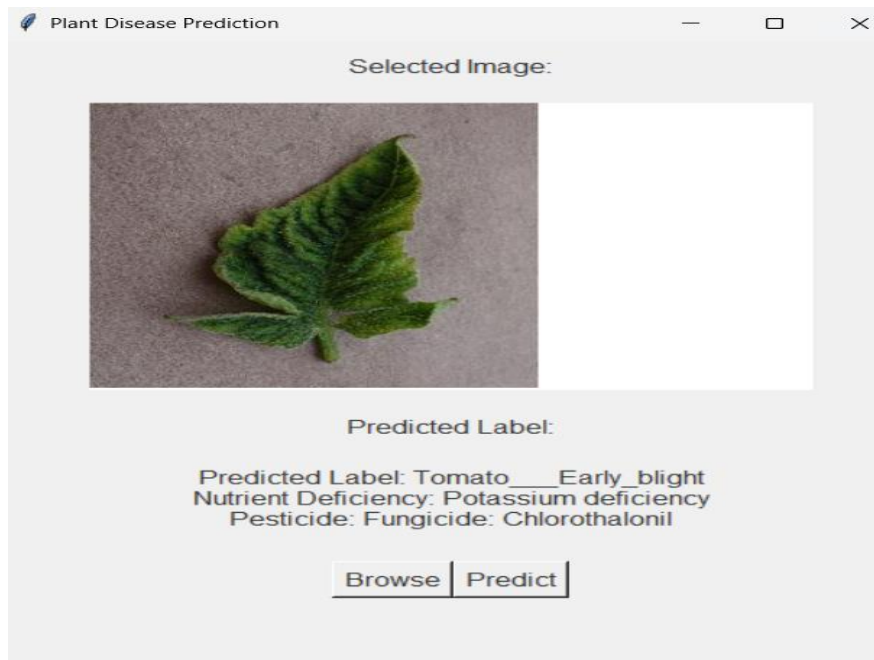 Plant Disease Prediction
Selected Image:
Predicted Label:
Predicted Label: Tomato___Early_blight
Nutrient Deficiency: Potassium deficiency
Pesticide: Fungicide: Chlorothalonil
Browse Predict